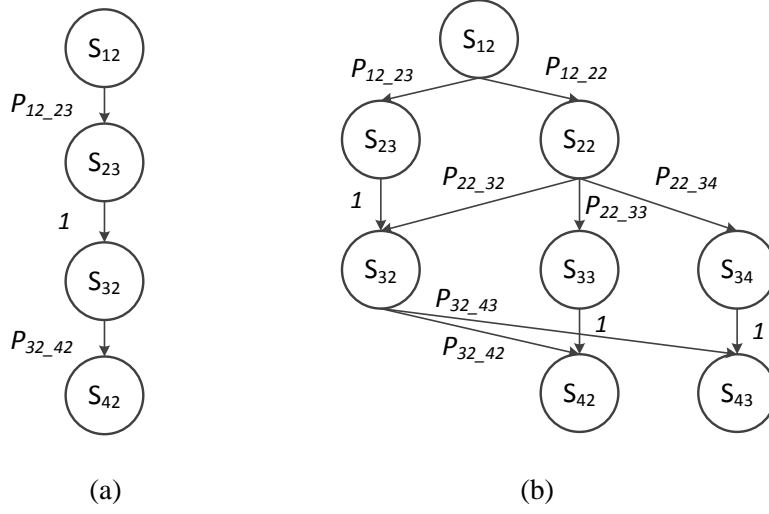 S12
P12_23
S23
1
S32
P32_42
S42
(a)
S12
P12_23 P12_22
S23 S22
P22_32 P22_34
1 P22_33
S32 S33 S34
P32_43 1 1
P32_42
S42 S43
(b)